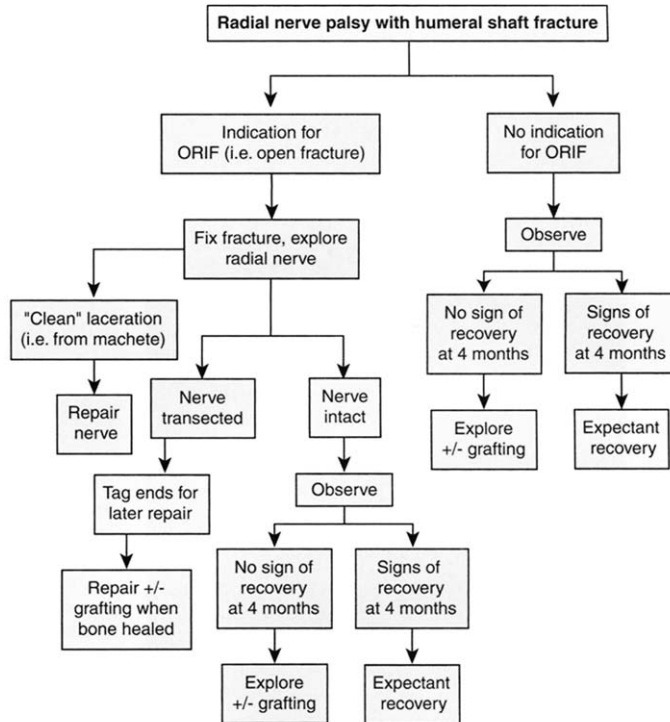 Radial nerve palsy with humeral shaft fracture
Indication for
ORIF (i.e. open fracture)
No indication
for ORIF
Fix fracture, explore
radial nerve
Observe
"Clean" laceration
(i.e. from machete)
No sign of
recovery
at 4 months
Signs of
recovery
at 4 months
Repair
nerve
Nerve
transected
Nerve
intact
Explore
+/- grafting
Expectant
recovery
Tag ends for
later repair
Observe
Repair +/-
grafting when
bone healed
No sign of
recovery
at 4 months
Signs of
recovery
at 4 months
Explore
+/- grafting
Expectant
recovery